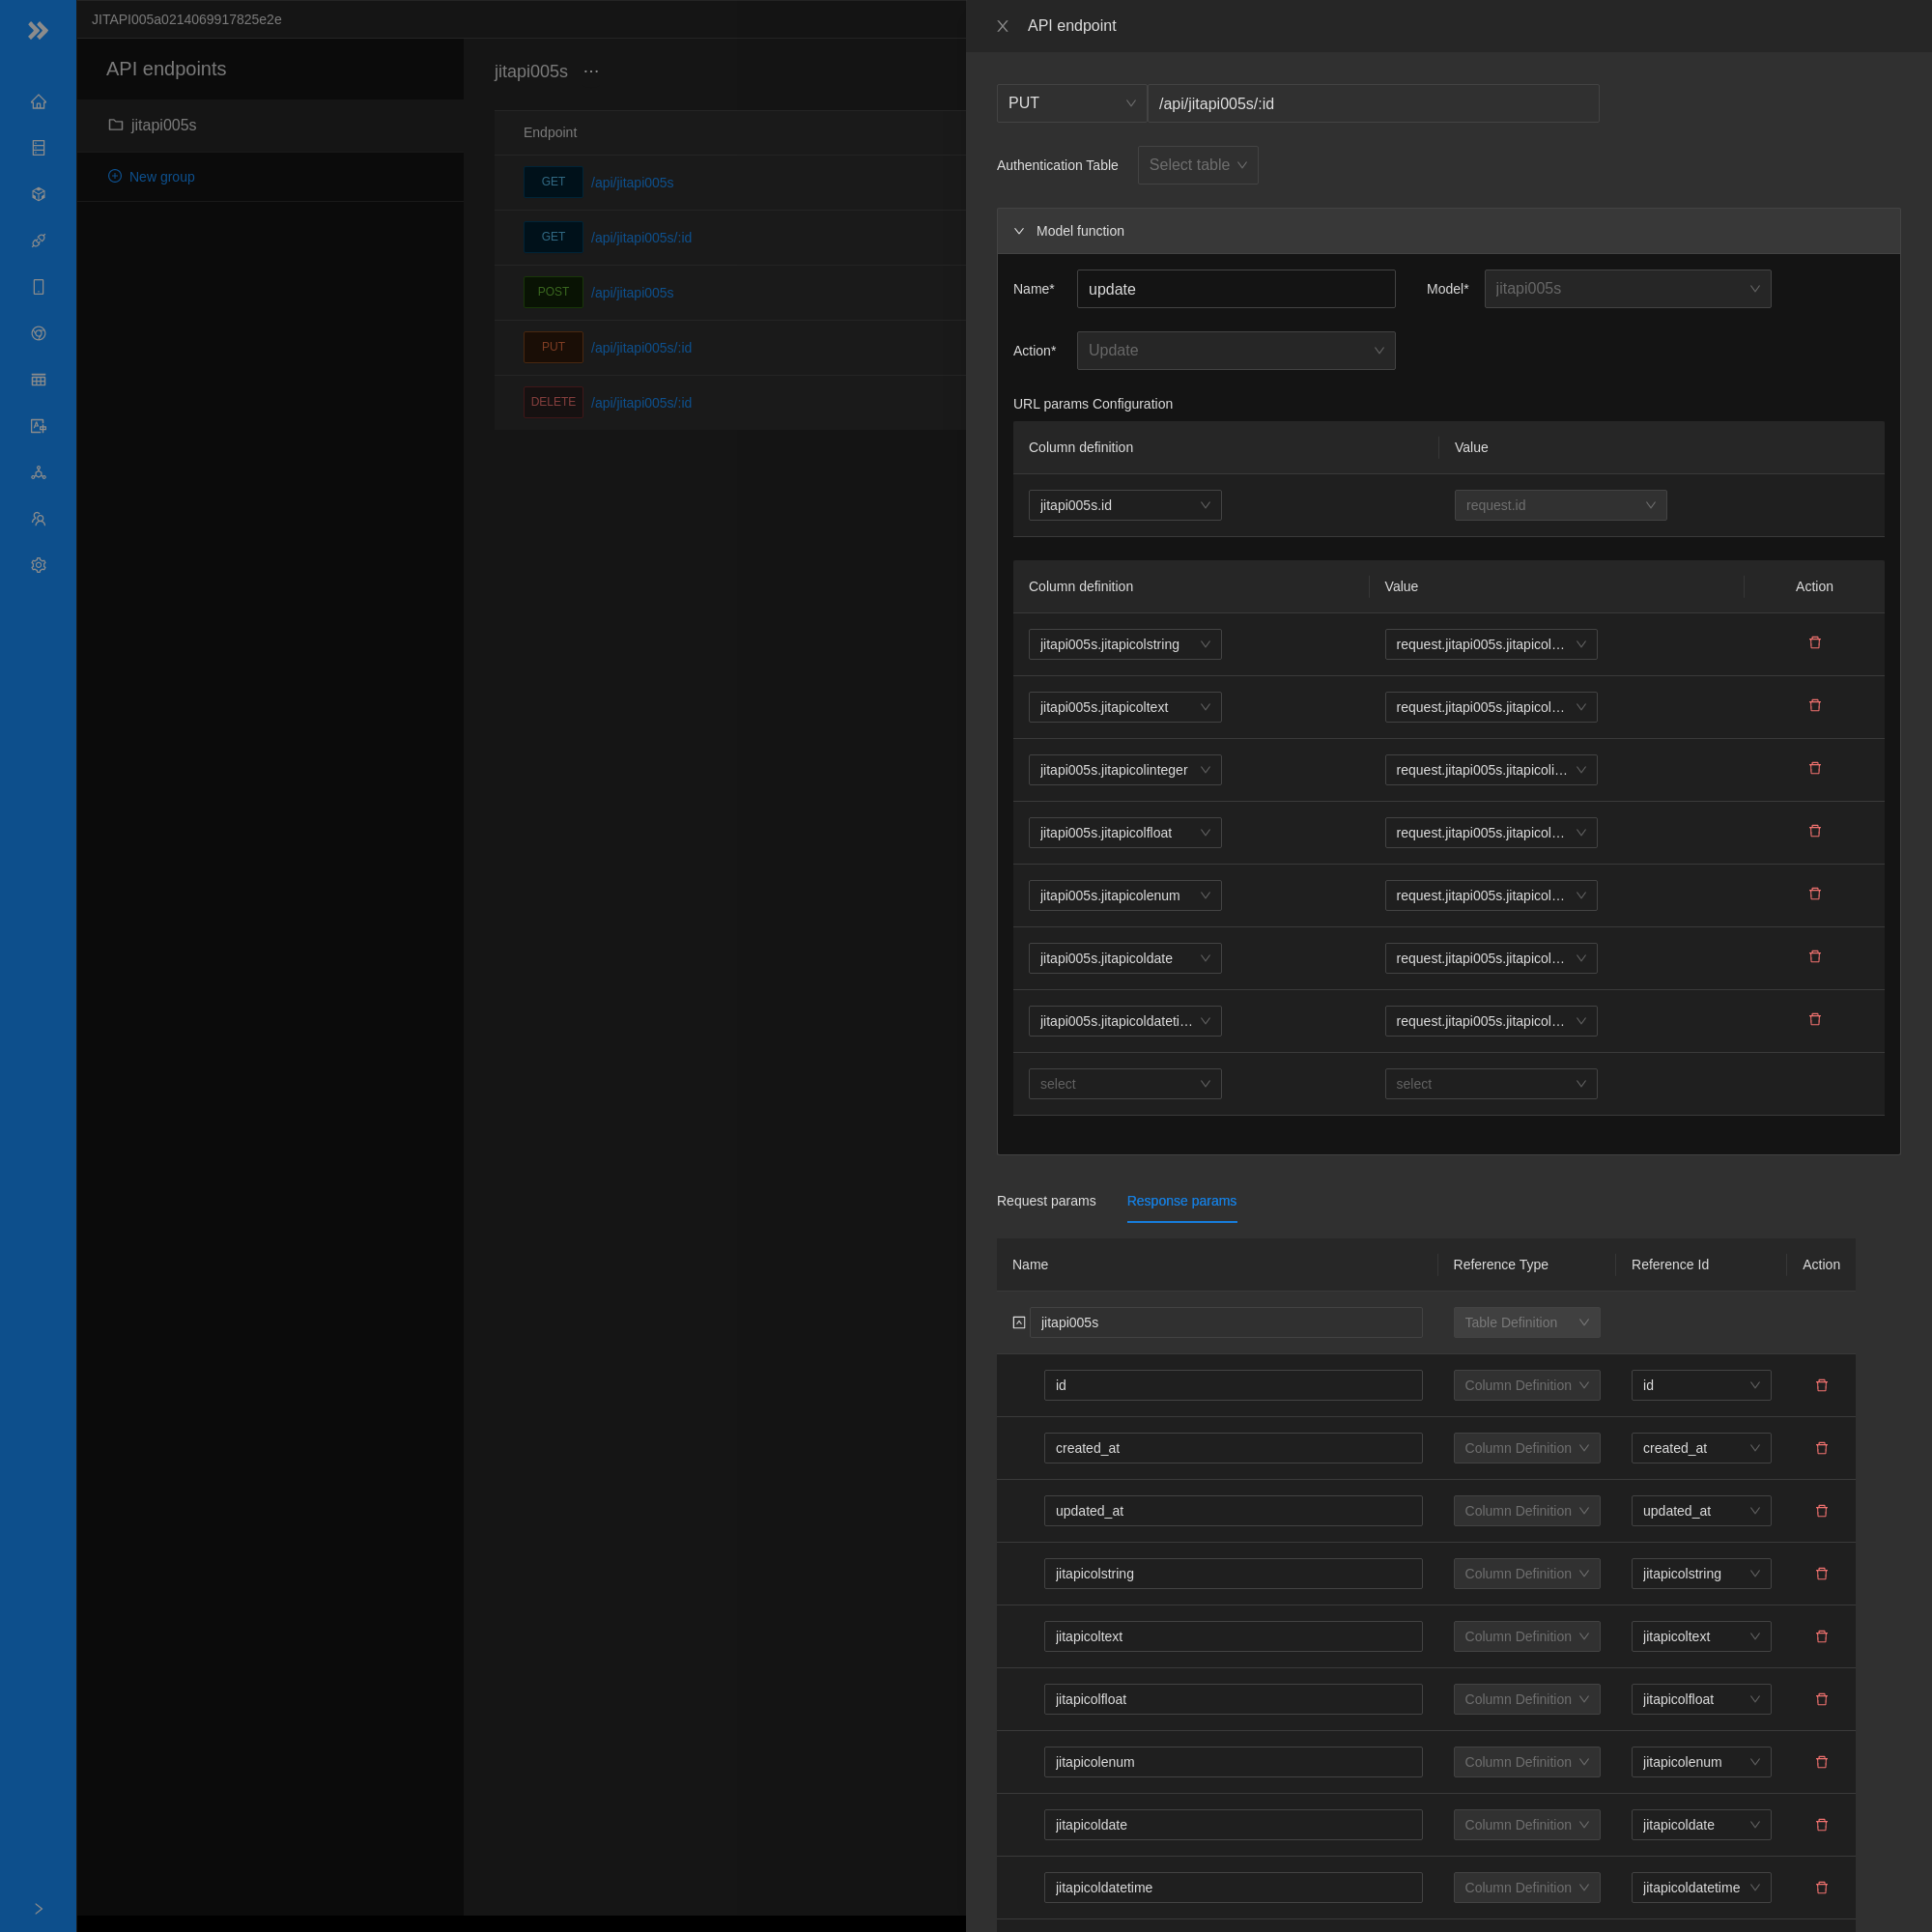 JITAPI005a0214069917825e2e
API endpoints
jitapi005s
New group
jitapi005s ···
Endpoint
GET /api/jitapi005s
GET /api/jitapi005s/:id
POST /api/jitapi005s
PUT /api/jitapi005s/:id
DELETE /api/jitapi005s/:id
API endpoint
PUT /api/jitapi005s/:id
Authentication Table Select table
Model function
Name* update Model* jitapi005s
Action* Update
URL params Configuration
Column definition Value
jitapi005s.id request.id
Column definition Value Action
jitapi005s.jitapicolstring request.jitapi005s.jitapicol…
jitapi005s.jitapicoltext request.jitapi005s.jitapicol…
jitapi005s.jitapicolinteger request.jitapi005s.jitapicoli…
jitapi005s.jitapicolfloat request.jitapi005s.jitapicol…
jitapi005s.jitapicolenum request.jitapi005s.jitapicol…
jitapi005s.jitapicoldate request.jitapi005s.jitapicol…
jitapi005s.jitapicoldateti… request.jitapi005s.jitapicol…
select select
Request params Response params
Name Reference Type Reference Id Action
jitapi005s Table Definition
id Column Definition id
created_at Column Definition created_at
updated_at Column Definition updated_at
jitapicolstring Column Definition jitapicolstring
jitapicoltext Column Definition jitapicoltext
jitapicolfloat Column Definition jitapicolfloat
jitapicolenum Column Definition jitapicolenum
jitapicoldate Column Definition jitapicoldate
jitapicoldatetime Column Definition jitapicoldatetime